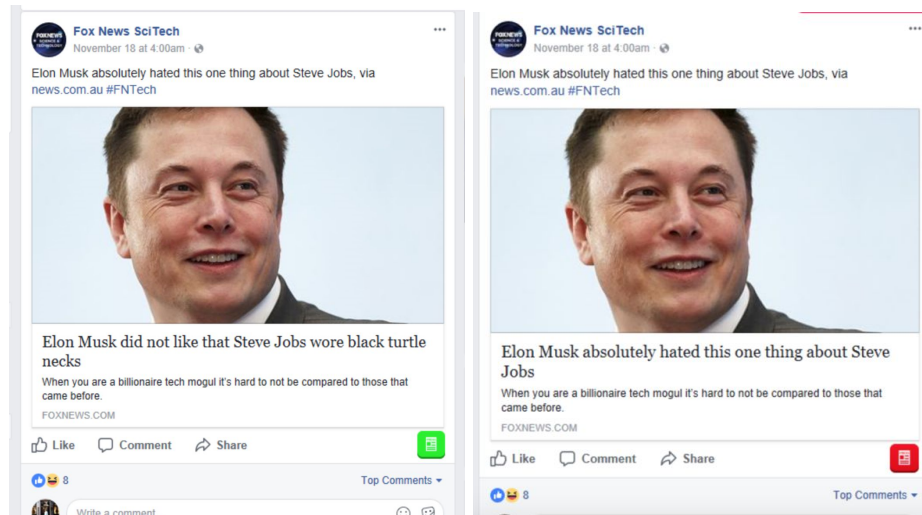 Fox News SciTech
November 18 at 4:00am ·
Elon Musk absolutely hated this one thing about Steve Jobs, via
news.com.au #FNTech
Elon Musk did not like that Steve Jobs wore black turtle
necks
When you are a billionaire tech mogul it's hard to not be compared to those that
came before.
FOXNEWS.COM
Like Comment Share
8 Top Comments
Write a comment
Fox News SciTech
November 18 at 4:00am ·
Elon Musk absolutely hated this one thing about Steve Jobs, via
news.com.au #FNTech
Elon Musk absolutely hated this one thing about Steve
Jobs
When you are a billionaire tech mogul it's hard to not be compared to those that
came before.
FOXNEWS.COM
Like Comment Share
8 Top Comments